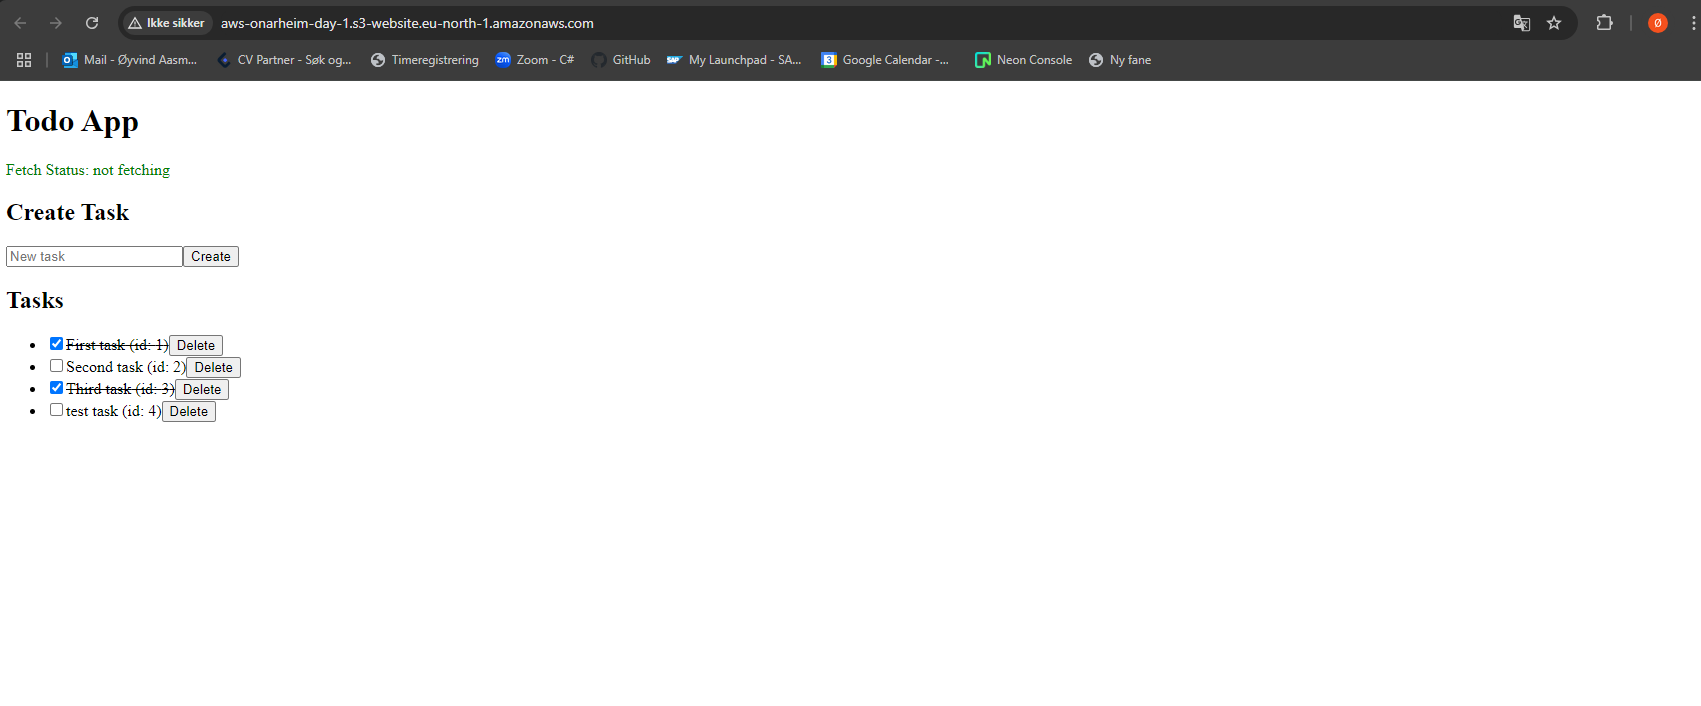 Ikke sikker aws-onarheim-day-1.s3-website.eu-north-1.amazonaws.com Ø
Mail - Øyvind Aasm... CV Partner - Søk og... Timeregistrering zm Zoom - C# GitHub SAP My Launchpad - SA... 3 Google Calendar -... Neon Console Ny fane
Todo App
Fetch Status: not fetching
Create Task
New task Create
Tasks
First task (id: 1) Delete
Second task (id: 2) Delete
Third task (id: 3) Delete
test task (id: 4) Delete